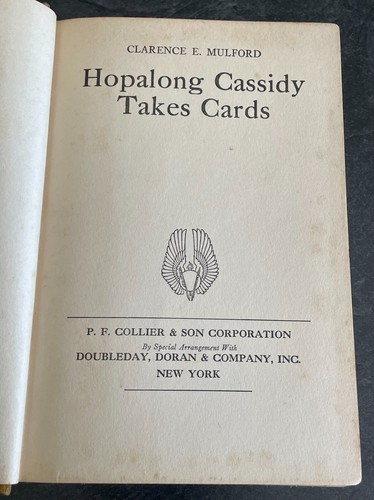 CLARENCE E. MULFORD
Hopalong Cassidy
Takes Cards
P. F. COLLIER & SON CORPORATION
By Special Arrangement With
DOUBLEDAY, DORAN & COMPANY, INC.
NEW YORK